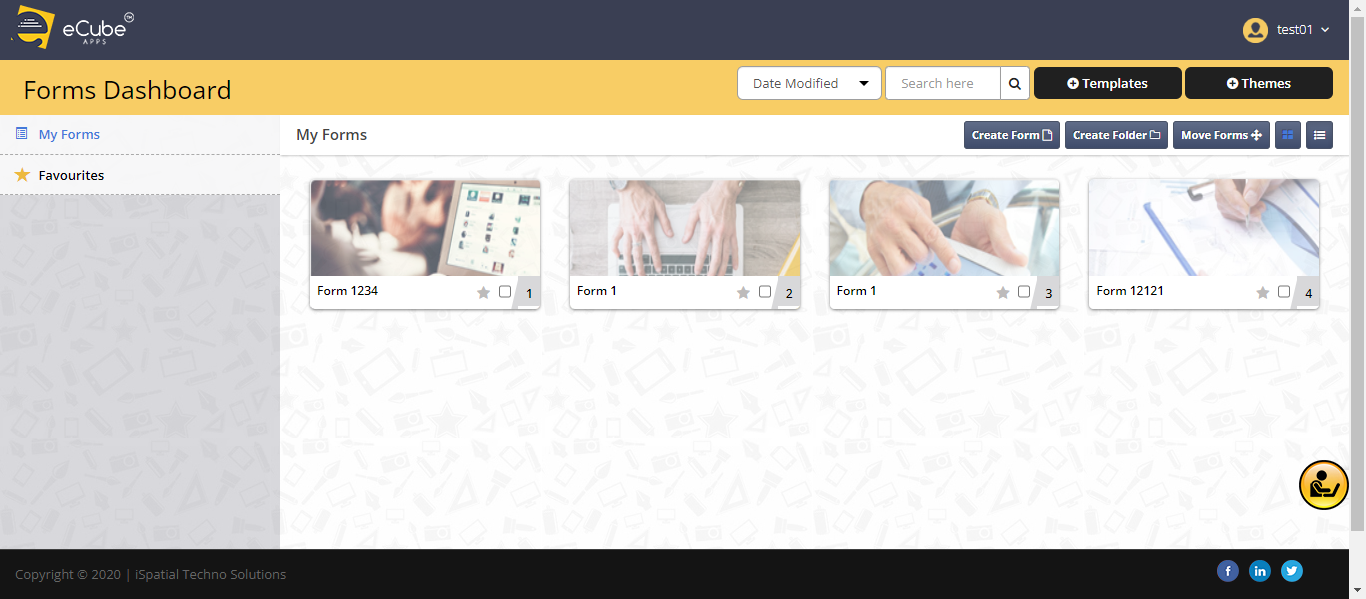 eCube TM
APPS
test01
Forms Dashboard
Date Modified
Search here
Templates
Themes
My Forms
Favourites
My Forms
Create Form
Create Folder
Move Forms
Form 1234
1
Form 1
2
Form 1
3
Form 12121
4
Copyright © 2020 | iSpatial Techno Solutions
f
in